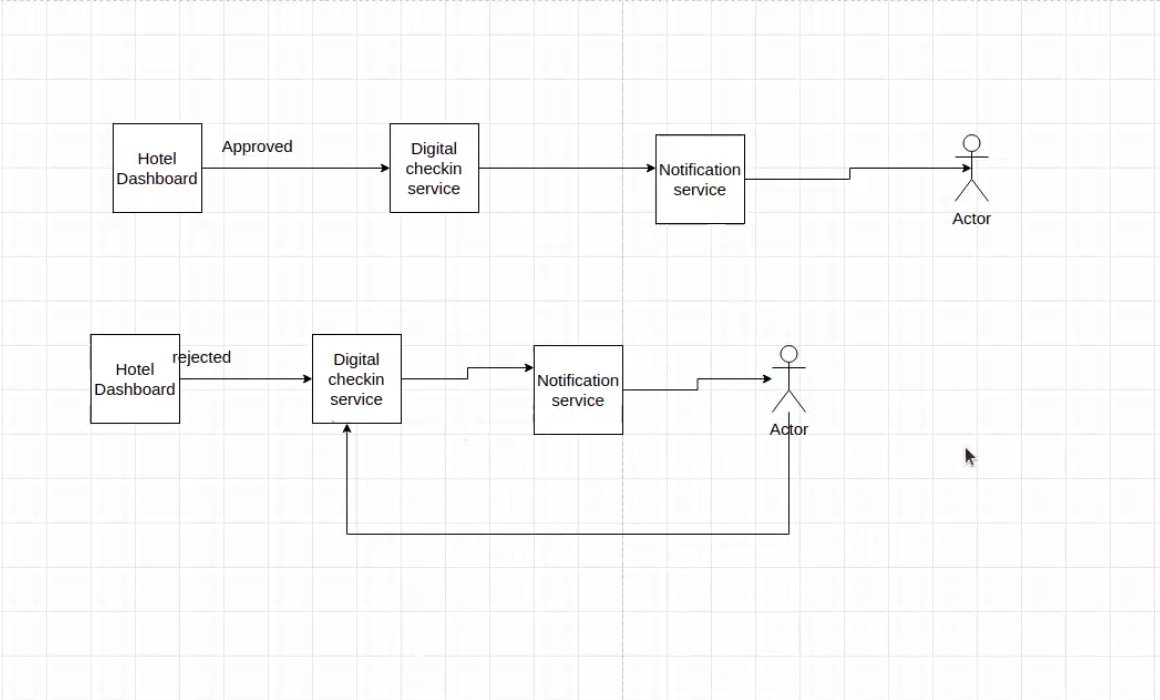 Approved
Hotel
Dashboard
Digital
checkin
service
Notification
service
Actor
rejected
Hotel
Dashboard
Digital
checkin
service
Notification
service
Actor